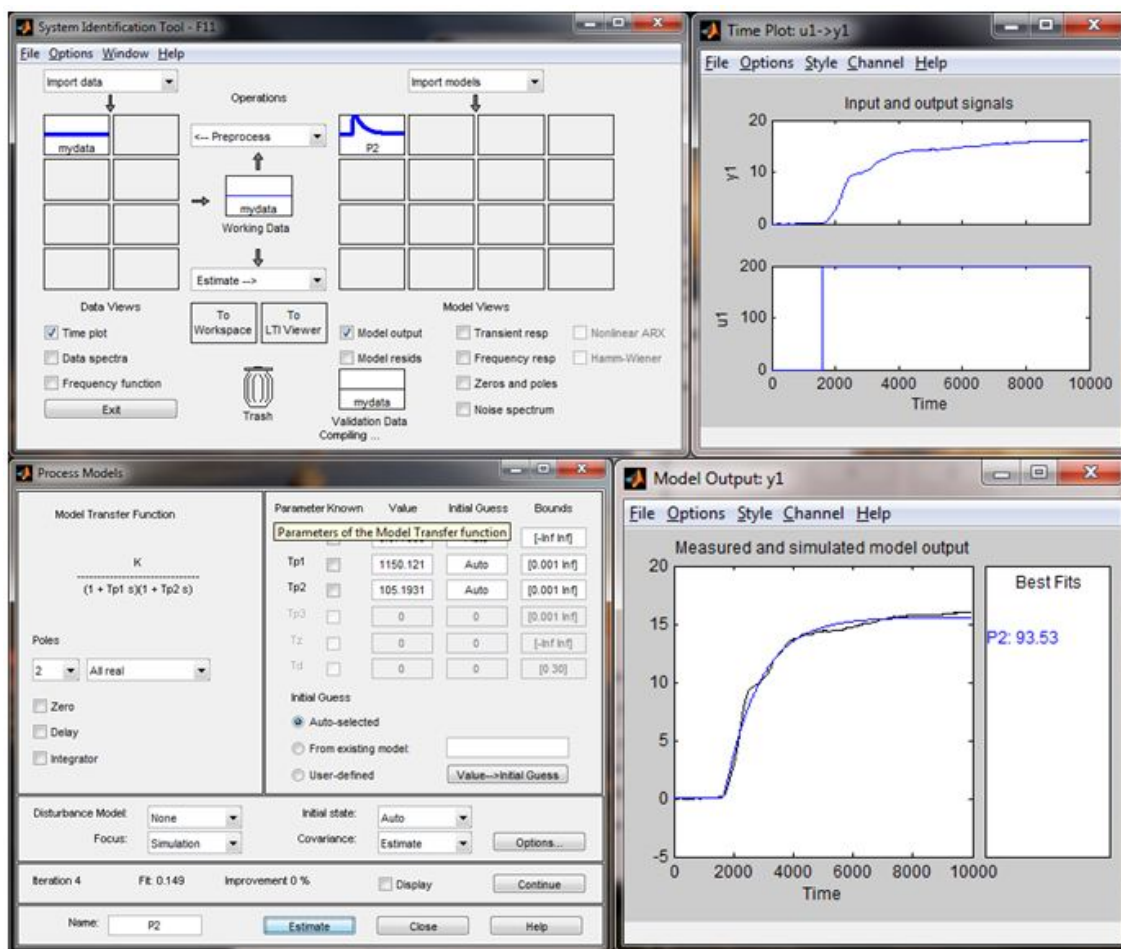 System Identification Tool - F11
File Options Window Help
Import data
Import models
Operations
<-- Preprocess
mydata
P2
mydata
Working Data
Estimate -->
Data Views
To Workspace
To LTI Viewer
Model Views
Time plot
Data spectra
Frequency function
Exit
Trash
Model output
Model resids
Transient resp
Frequency resp
Zeros and poles
Noise spectrum
Nonlinear ARX
Hamm-Wiener
mydata
Validation Data
Compiling ...
Time Plot: u1->y1
File Options Style Channel Help
Input and output signals
20
10
0
y1
0 2000 4000 6000 8000 10000
200
100
0
u1
0 2000 4000 6000 8000 10000
Time
Process Models
Model Transfer Function
K
(1 + Tp1 s)(1 + Tp2 s)
Poles
2 All real
Zero
Delay
Integrator
Parameter Known Value Initial Guess Bounds
Parameters of the Model Transfer function
[-Inf Inf]
Tp1 1150.121 Auto [0.001 Inf]
Tp2 105.1931 Auto [0.001 Inf]
Tp3 0 0 [0.001 Inf]
Tz 0 0 [-Inf Inf]
Td 0 0 [0 30]
Initial Guess
Auto-selected
From existing model:
User-defined
Value-->Initial Guess
Disturbance Model: None Initial state: Auto
Focus: Simulation Covariance: Estimate Options...
Iteration 4 Fit: 0.149 Improvement 0 % Display Continue
Name: P2 Estimate Close Help
Model Output: y1
File Options Style Channel Help
Measured and simulated model output
20
15
10
5
0
-5
0 2000 4000 6000 8000 10000
Time
Best Fits
P2: 93.53